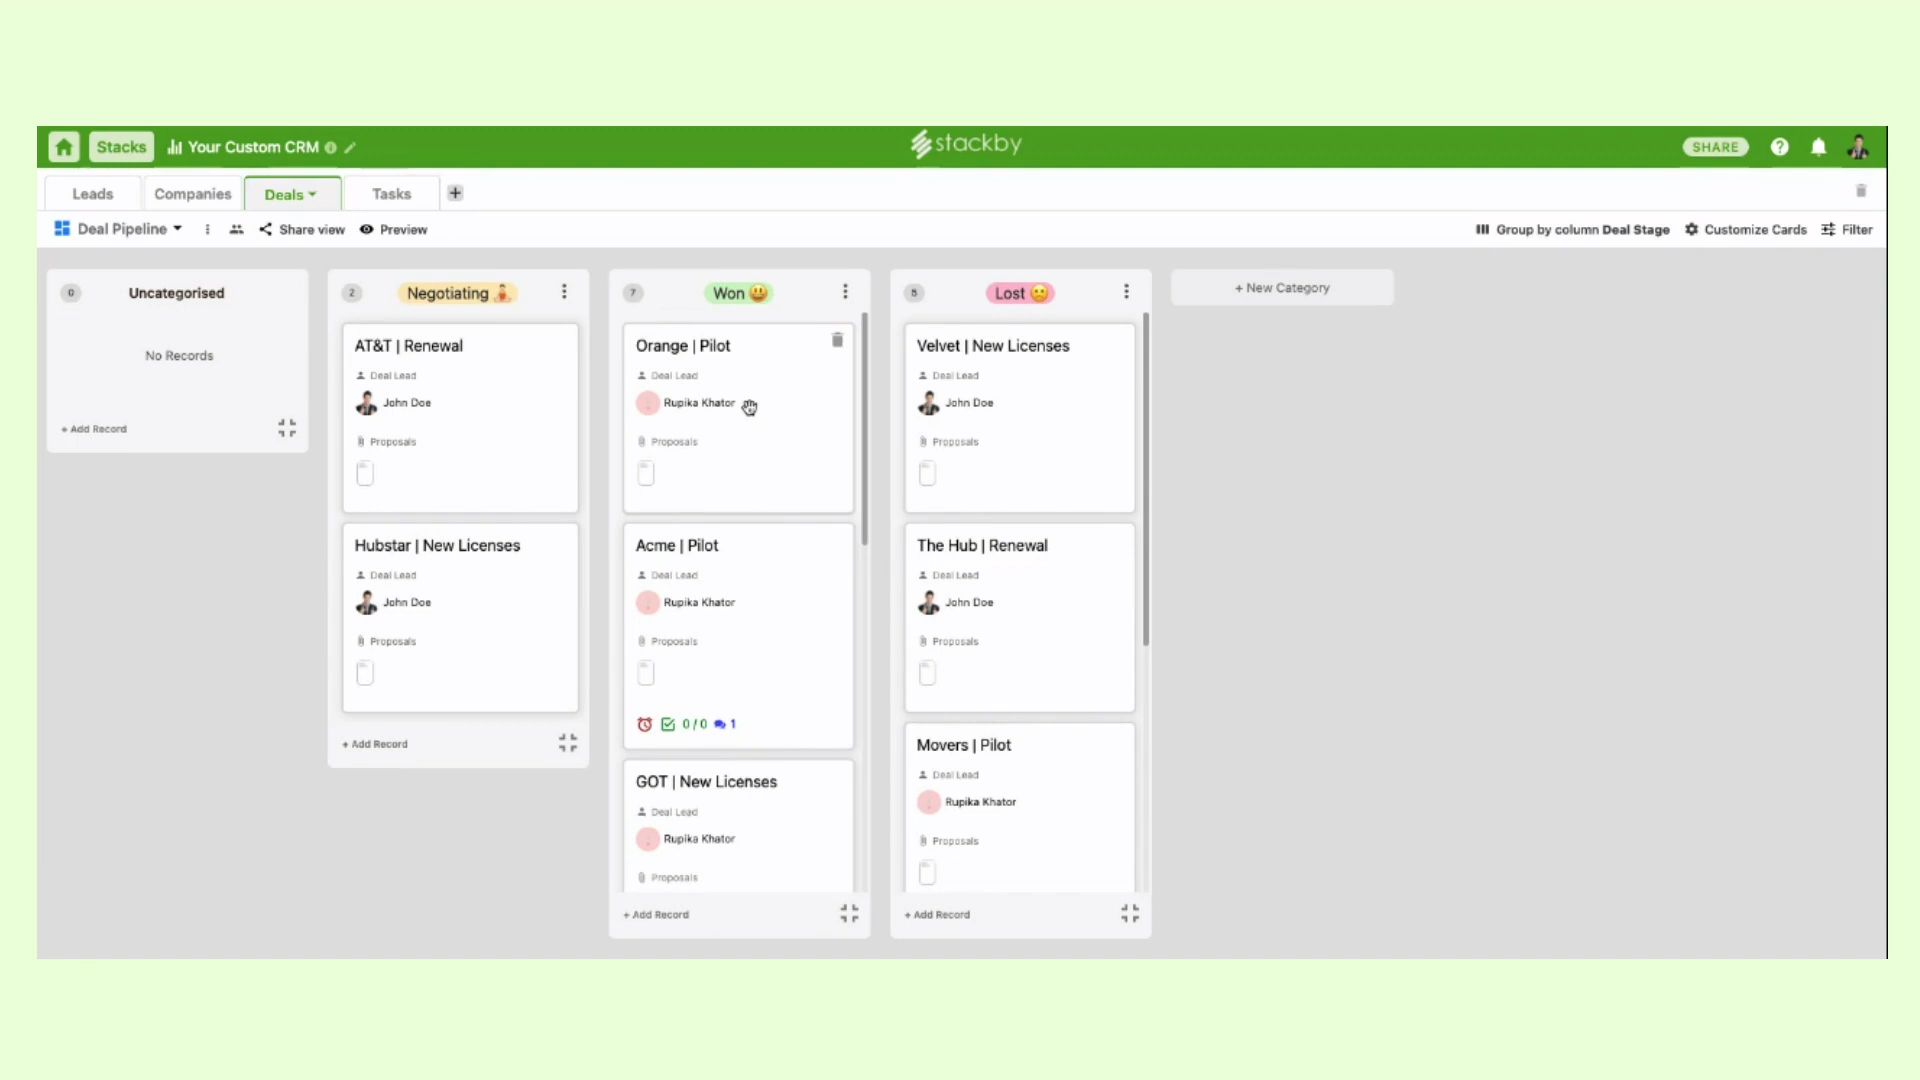 Stacks
Your Custom CRM
stackby
SHARE
Leads
Companies
Deals
Tasks
Deal Pipeline
Share view
Preview
Group by column Deal Stage
Customize Cards
Filter
0
Uncategorised
No Records
+ Add Record
2
Negotiating
AT&T | Renewal
Deal Lead
John Doe
Proposals
Hubstar | New Licenses
Deal Lead
John Doe
Proposals
+ Add Record
7
Won
Orange | Pilot
Deal Lead
Rupika Khator
Proposals
Acme | Pilot
Deal Lead
Rupika Khator
Proposals
0/0 1
GOT | New Licenses
Deal Lead
Rupika Khator
Proposals
+ Add Record
Lost
Velvet | New Licenses
Deal Lead
John Doe
Proposals
The Hub | Renewal
Deal Lead
John Doe
Proposals
Movers | Pilot
Deal Lead
Rupika Khator
Proposals
+ Add Record
+ New Category